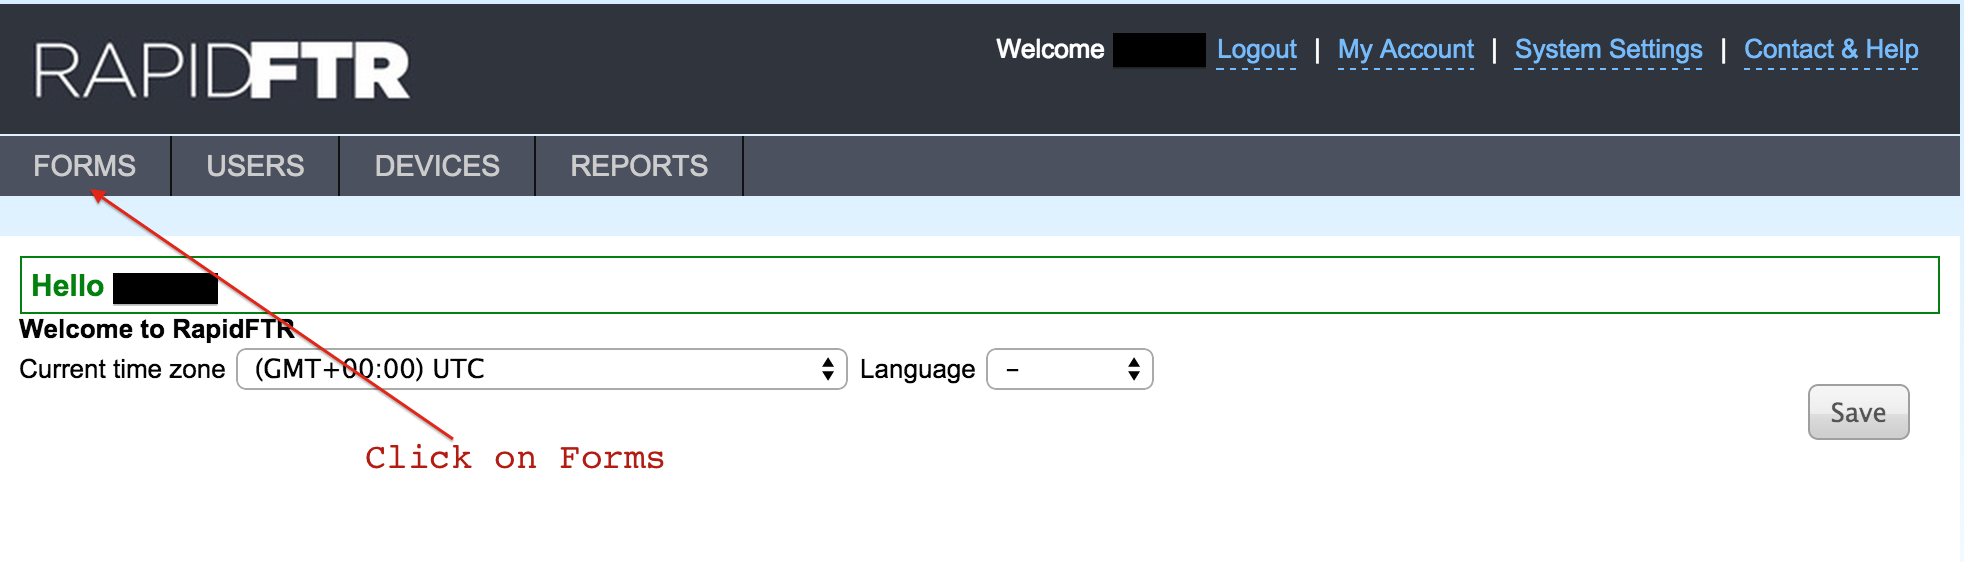 RAPIDFTR
Welcome Logout | My Account | System Settings | Contact & Help
FORMS USERS DEVICES REPORTS
Hello
Welcome to RapidFTR
Current time zone (GMT+00:00) UTC Language -
Save
Click on Forms